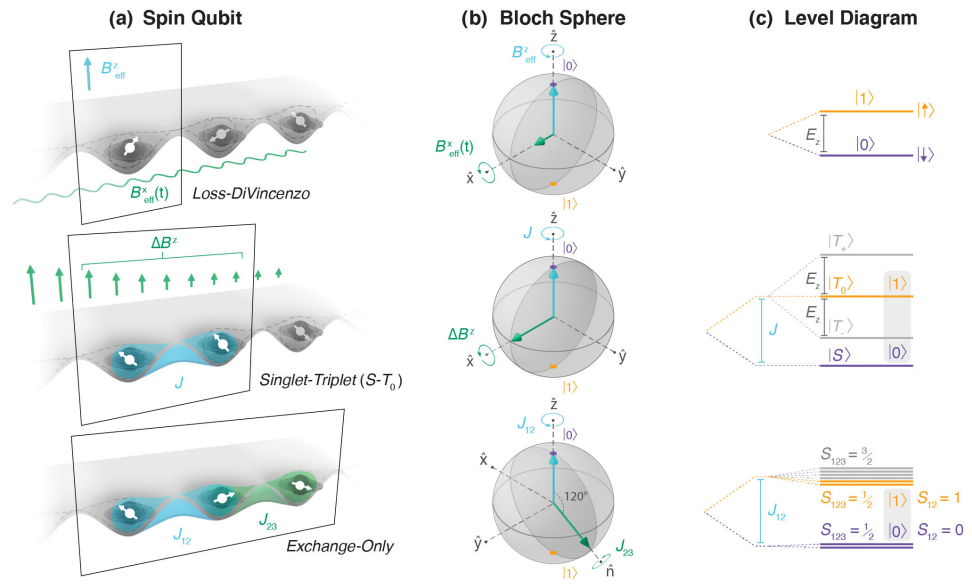 (a) Spin Qubit
(b) Bloch Sphere
(c) Level Diagram
B^z_eff
B^x_eff(t)
Loss-DiVincenzo
ẑ
B^z_eff
|0⟩
B^x_eff(t)
x̂
ŷ
|1⟩
|1⟩
|↑⟩
E_z
|0⟩
|↓⟩
ΔB^z
J
Singlet-Triplet (S-T_0)
ẑ
J
|0⟩
ΔB^z
x̂
ŷ
|1⟩
|T_+⟩
E_z
|T_0⟩
|1⟩
E_z
|T_-⟩
J
|S⟩
|0⟩
J_12
J_23
Exchange-Only
ẑ
J_12
|0⟩
x̂
120°
ŷ
J_23
n̂
|1⟩
S_123 = 3/2
S_123 = 1/2 |1⟩ S_12 = 1
J_12
S_123 = 1/2 |0⟩ S_12 = 0